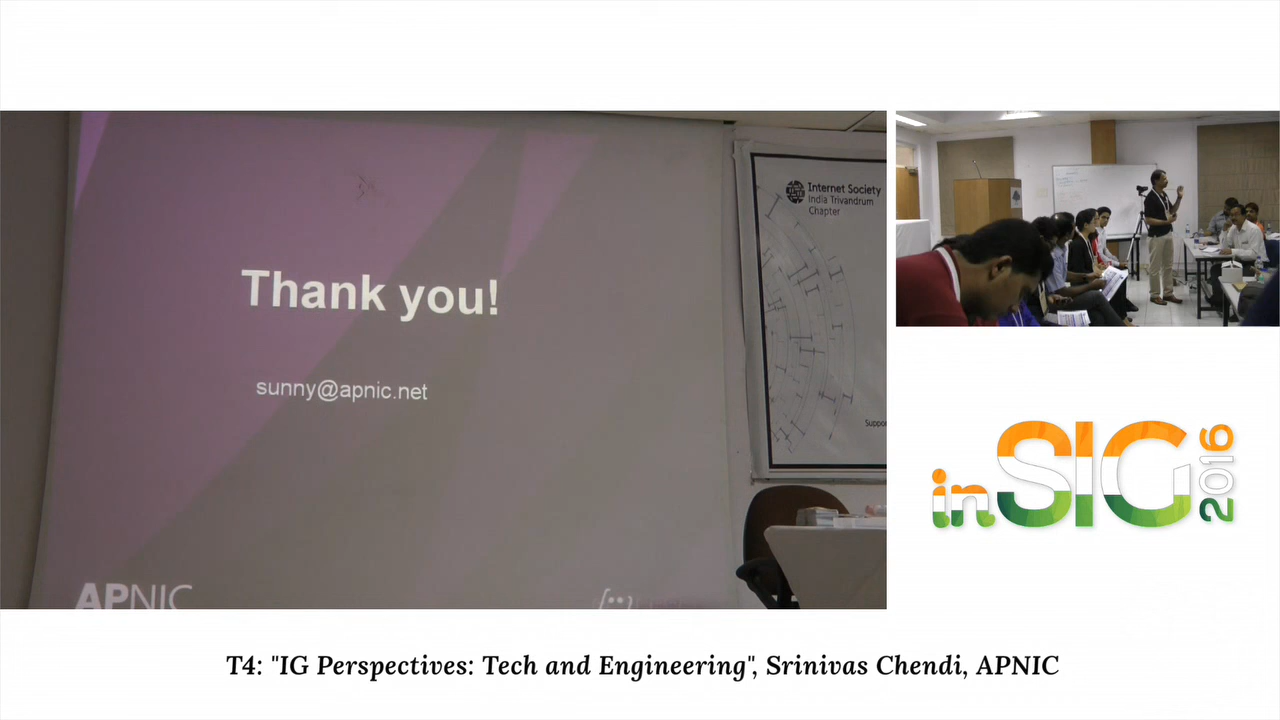 Thank you!
sunny@apnic.net
APNIC
Internet Society
India Trivandrum
Chapter
inSIG 2016
T4: "IG Perspectives: Tech and Engineering", Srinivas Chendi, APNIC